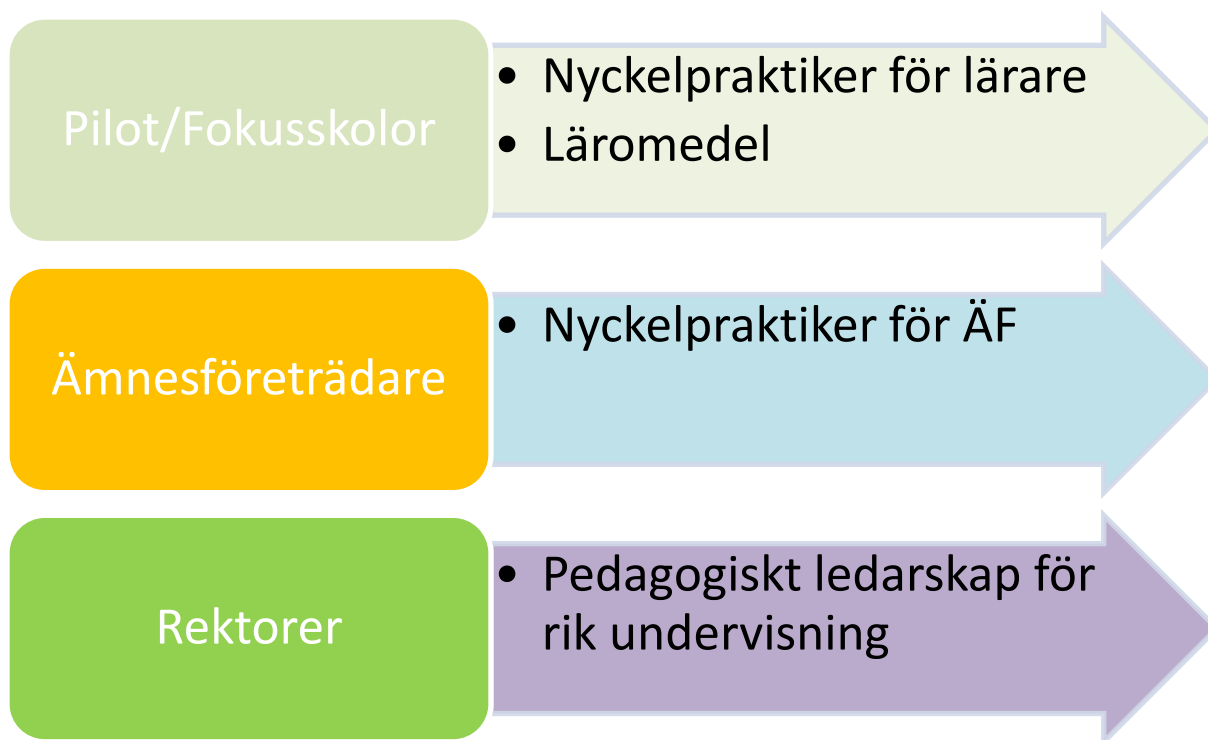 Pilot/Fokusskolor
• Nyckelpraktiker för lärare
• Läromedel
Ämnesföreträdare
• Nyckelpraktiker för ÄF
Rektorer
• Pedagogiskt ledarskap för
rik undervisning